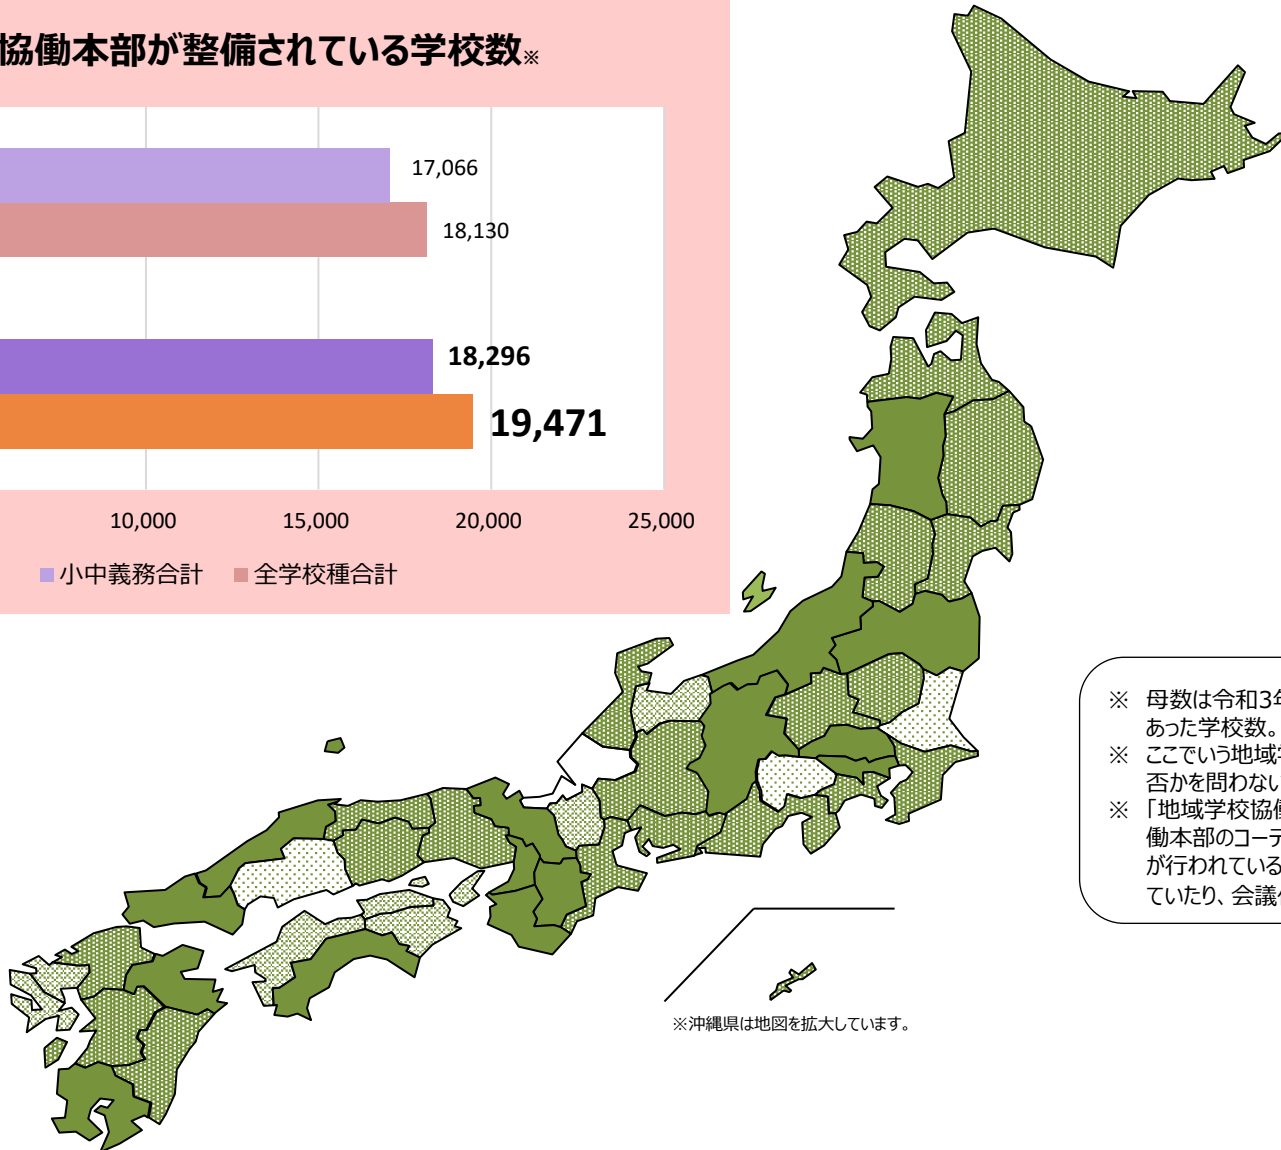 協働本部が整備されている学校数※
17,066
18,130
18,296
19,471
10,000 15,000 20,000 25,000
小中義務合計 全学校種合計
※ 母数は令和3年
あった学校数。
※ ここでいう地域学
否かを問わない
※ 「地域学校協働
働本部のコーデ
が行われている
ていたり、会議
※沖縄県は地図を拡大しています。